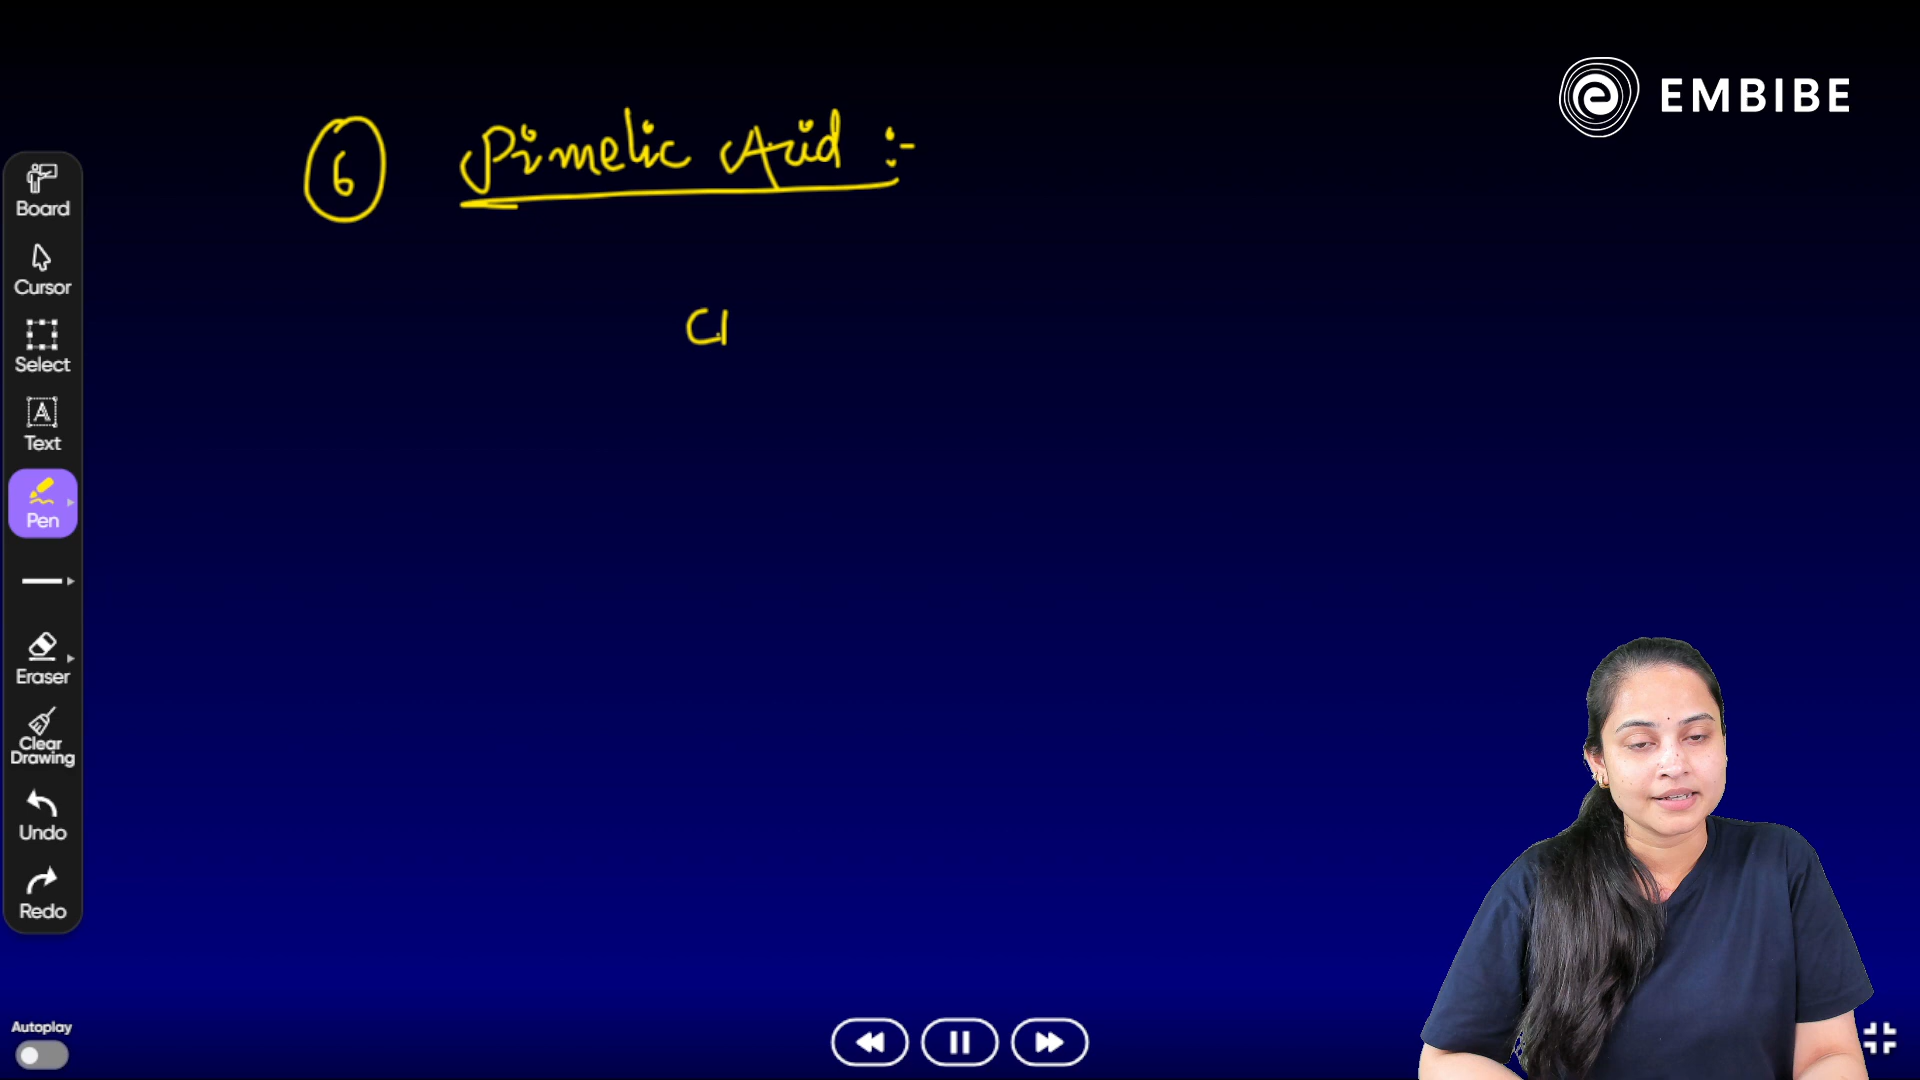 EMBIBE
6 Pimelic Acid :-
Cl
Board
Cursor
Select
Text
Pen
Eraser
Clear
Drawing
Undo
Redo
Autoplay